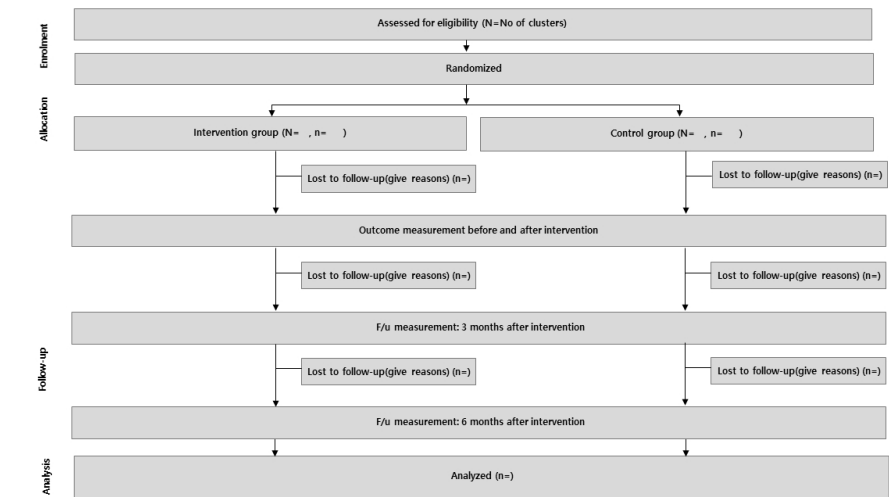 Enrolment
Assessed for eligibility (N=No of clusters)
Randomized
Allocation
Intervention group (N=   , n=     )
Control group (N=   , n=     )
Lost to follow-up(give reasons) (n=)
Lost to follow-up(give reasons) (n=)
Outcome measurement before and after intervention
Lost to follow-up(give reasons) (n=)
Lost to follow-up(give reasons) (n=)
Follow-up
F/u measurement: 3 months after intervention
Lost to follow-up(give reasons) (n=)
Lost to follow-up(give reasons) (n=)
F/u measurement: 6 months after intervention
Analysis
Analyzed (n=)